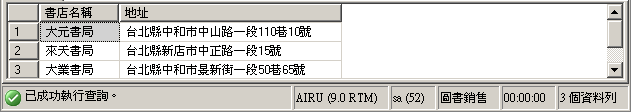 書店名稱 地址
1 大元書局 台北縣中和市中山路一段110巷10號
2 來天書局 台北縣新店市中正路一段15號
3 大業書局 台北縣中和市景新街一段50巷65號
已成功執行查詢。 AIRU (9.0 RTM) sa (52) 圖書銷售 00:00:00 3 個資料列